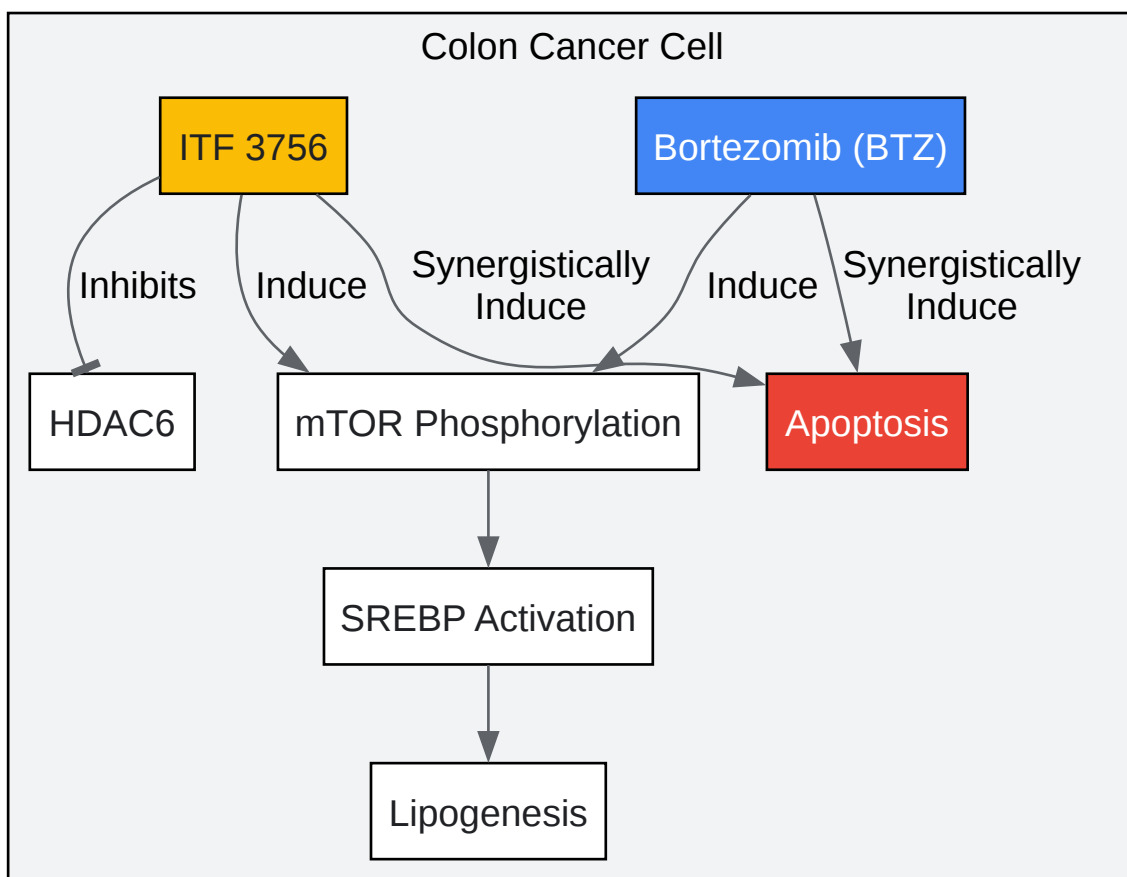 Colon Cancer Cell
ITF 3756
Bortezomib (BTZ)
Inhibits
Induce
Synergistically
Induce
Induce
Synergistically
Induce
HDAC6
mTOR Phosphorylation
Apoptosis
SREBP Activation
Lipogenesis